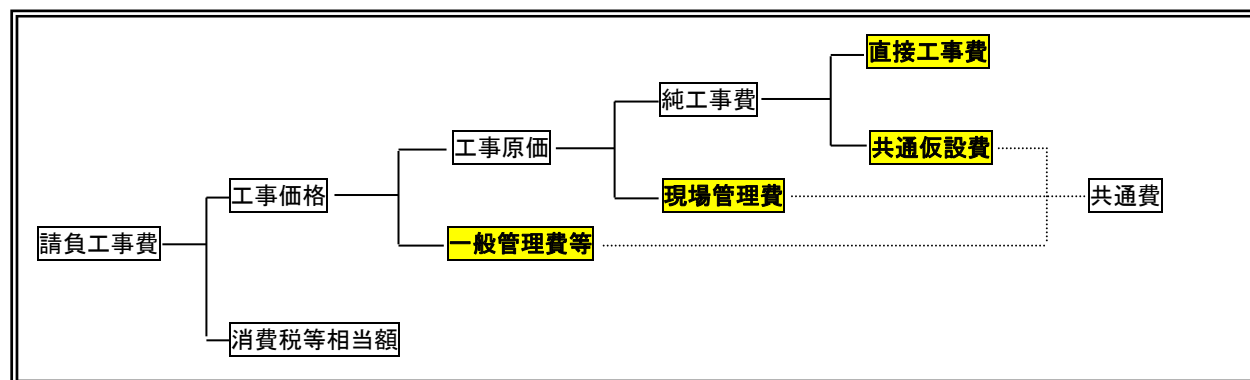 直接工事費
純工事費
工事原価
共通仮設費
工事価格
現場管理費
共通費
請負工事費
一般管理費等
消費税等相当額